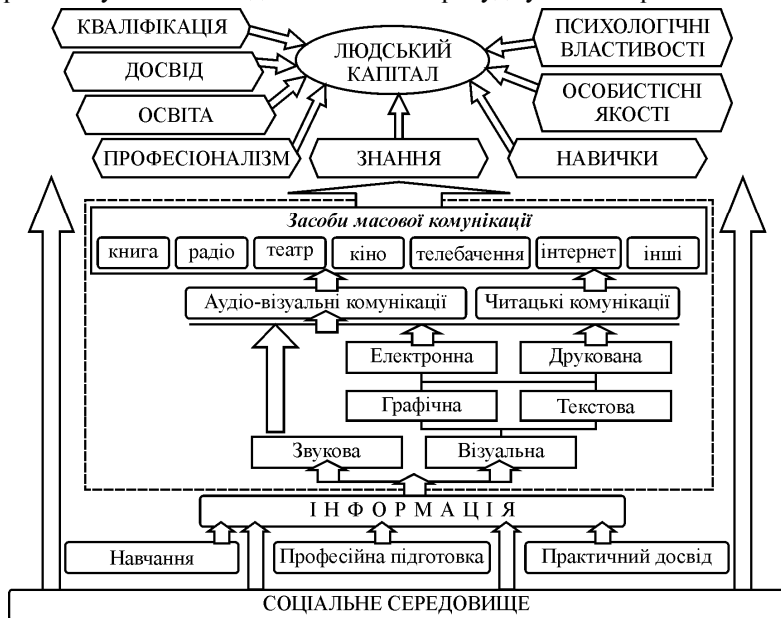 КВАЛІФІКАЦІЯ
ДОСВІД
ОСВІТА
ПРОФЕСІОНАЛІЗМ
ЛЮДСЬКИЙ
КАПІТАЛ
ЗНАННЯ
ПСИХОЛОГІЧНІ
ВЛАСТИВОСТІ
ОСОБИСТІСНІ
ЯКОСТІ
НАВИЧКИ
Засоби масової комунікації
книга радіо театр кіно телебачення інтернет інші
Аудіо-візуальні комунікації Читацькі комунікації
Електронна Друкована
Графічна Текстова
Звукова Візуальна
ІНФОРМАЦІЯ
Навчання Професійна підготовка Практичний досвід
СОЦІАЛЬНЕ СЕРЕДОВИЩЕ